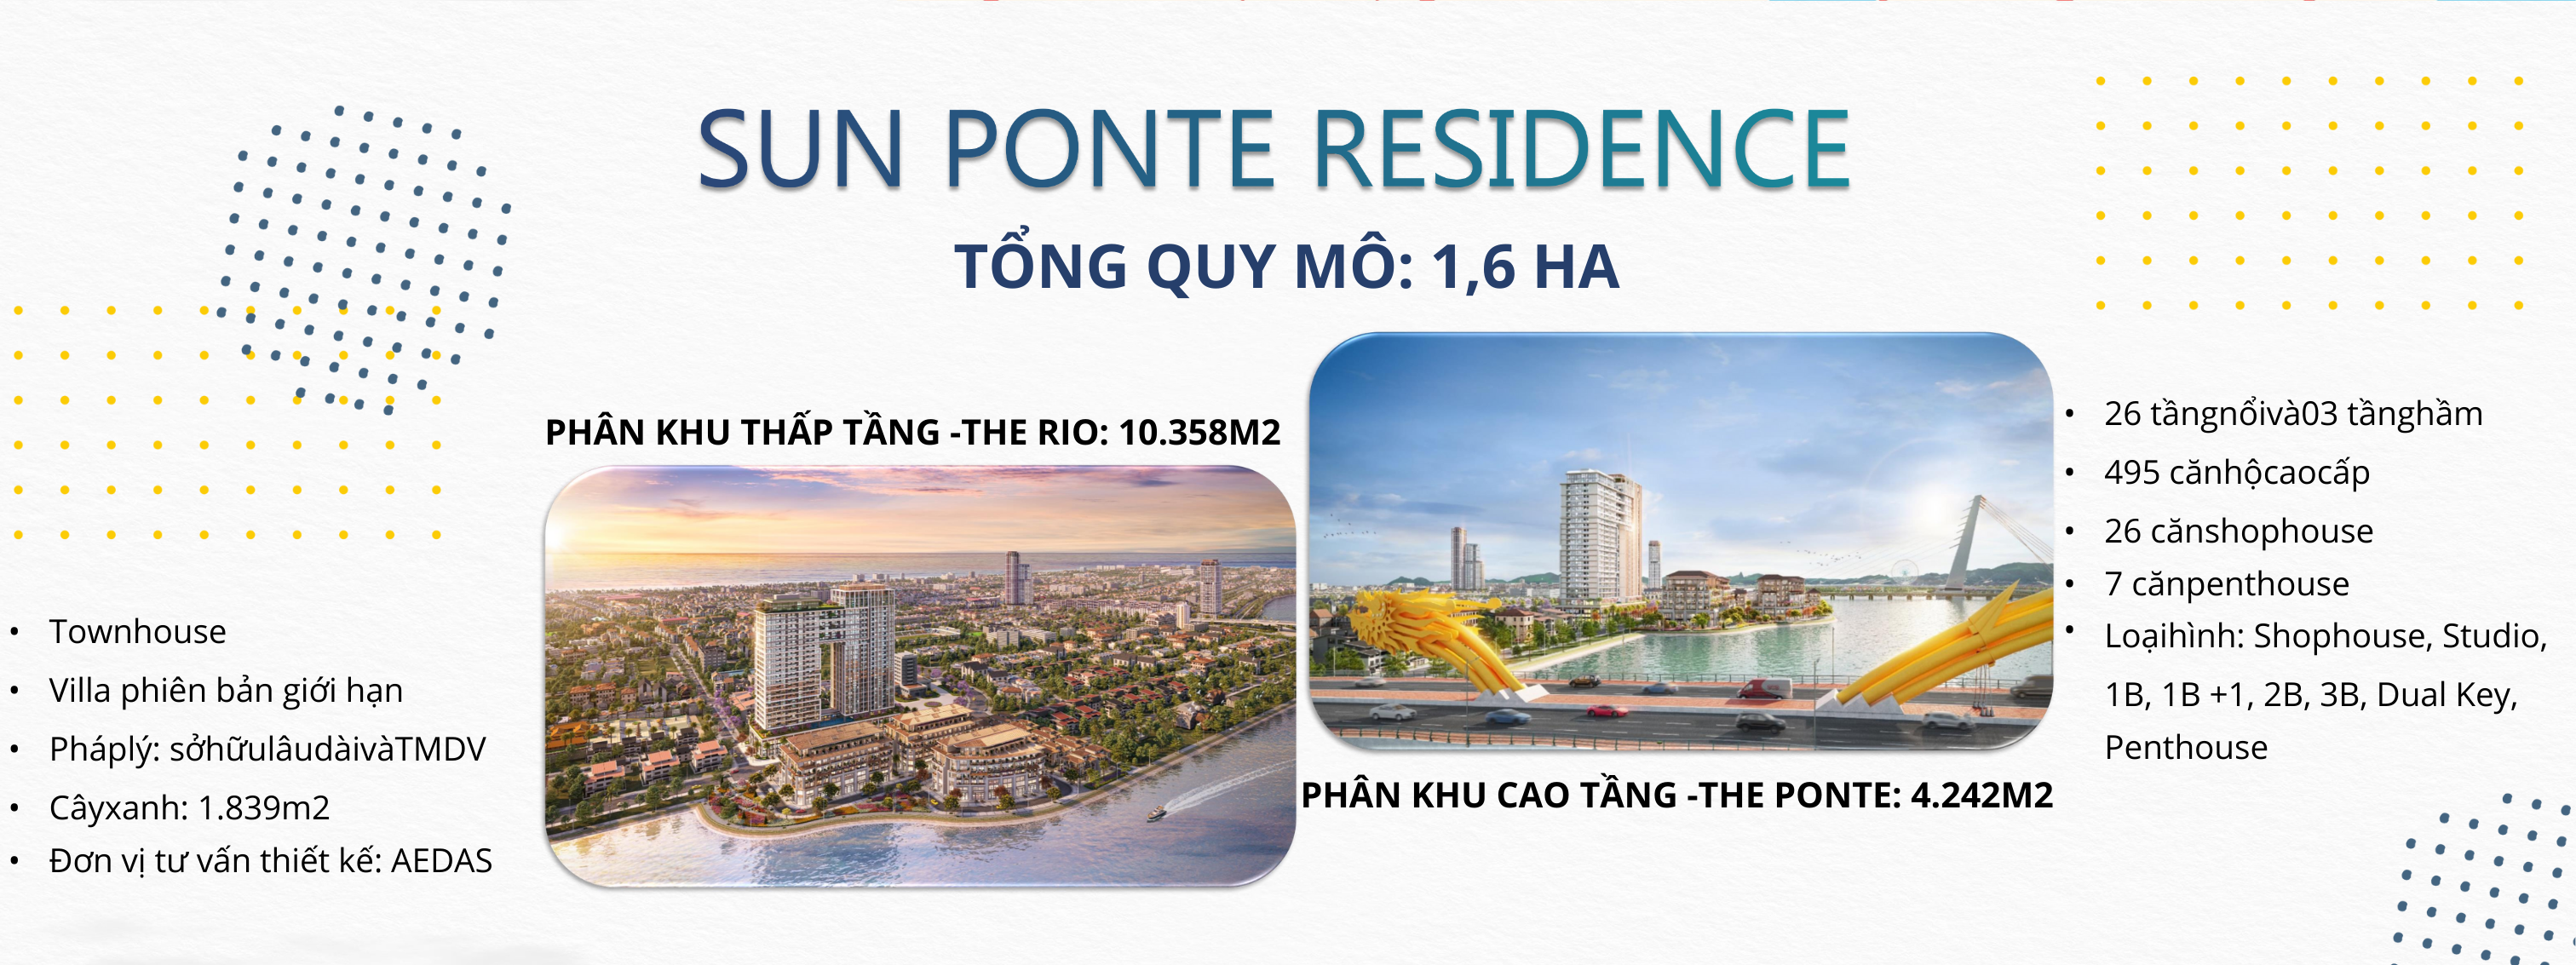 SUN PONTE RESIDENCE
TỔNG QUY MÔ: 1,6 HA
PHÂN KHU THẤP TẦNG -THE RIO: 10.358M2
• Townhouse
• Villa phiên bản giới hạn
• Pháplý: sởhữulâudàivàTMDV
• Câyxanh: 1.839m2
• Đơn vị tư vấn thiết kế: AEDAS
• 26 tầngnổivà03 tầnghầm
• 495 cănhộcaocấp
• 26 cănshophouse
• 7 cănpenthouse
• Loạihình: Shophouse, Studio,
1B, 1B +1, 2B, 3B, Dual Key,
Penthouse
PHÂN KHU CAO TẦNG -THE PONTE: 4.242M2